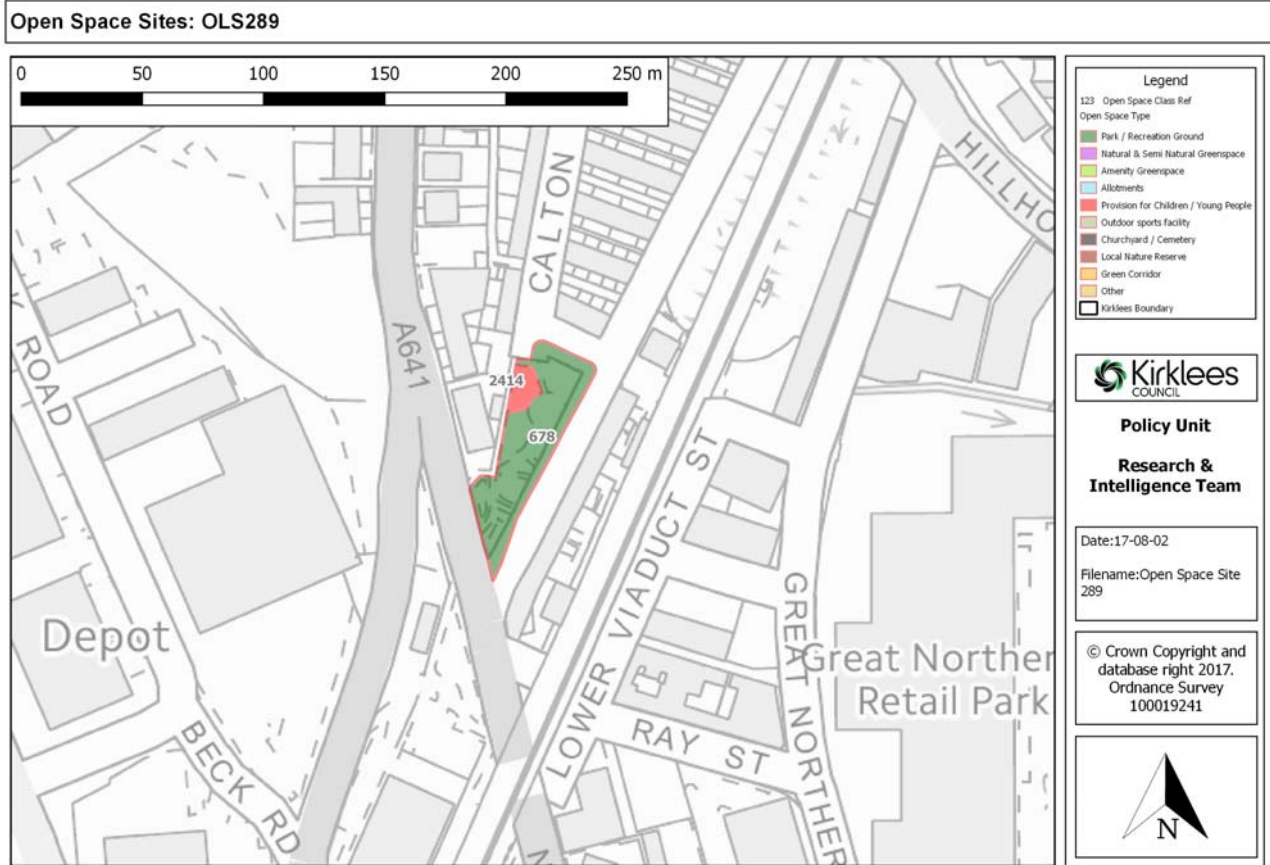 Open Space Sites: OLS289
0 50 100 150 200 250 m
CALTON
HILLHO
A641
ROAD
2414
678
LOWER VIADUCT ST
GREAT NORTHER
Depot
Great Norther
Retail Park
RAY ST
BECK RD
Legend
123 Open Space Class Ref
Open Space Type
Park / Recreation Ground
Natural & Semi Natural Greenspace
Amenity Greenspace
Allotments
Provision for Children / Young People
Outdoor sports facility
Churchyard / Cemetery
Local Nature Reserve
Green Corridor
Other
Kirklees Boundary
Kirklees
COUNCIL
Policy Unit
Research &
Intelligence Team
Date:17-08-02
Filename:Open Space Site
289
© Crown Copyright and
database right 2017.
Ordnance Survey
100019241
N